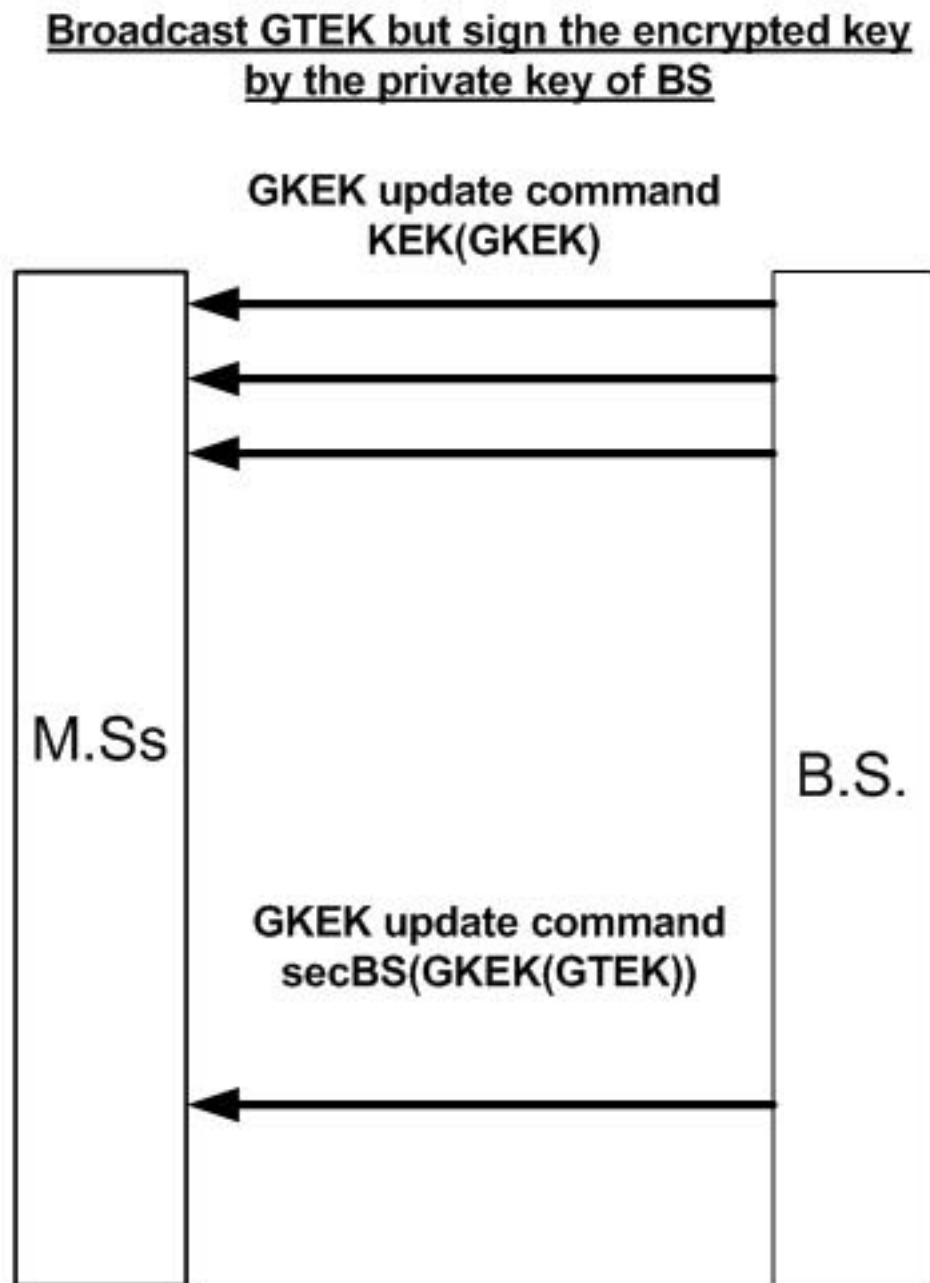 Broadcast GTEK but sign the encrypted key
by the private key of BS
GKEK update command
KEK(GKEK)
M.Ss
B.S.
GKEK update command
secBS(GKEK(GTEK))